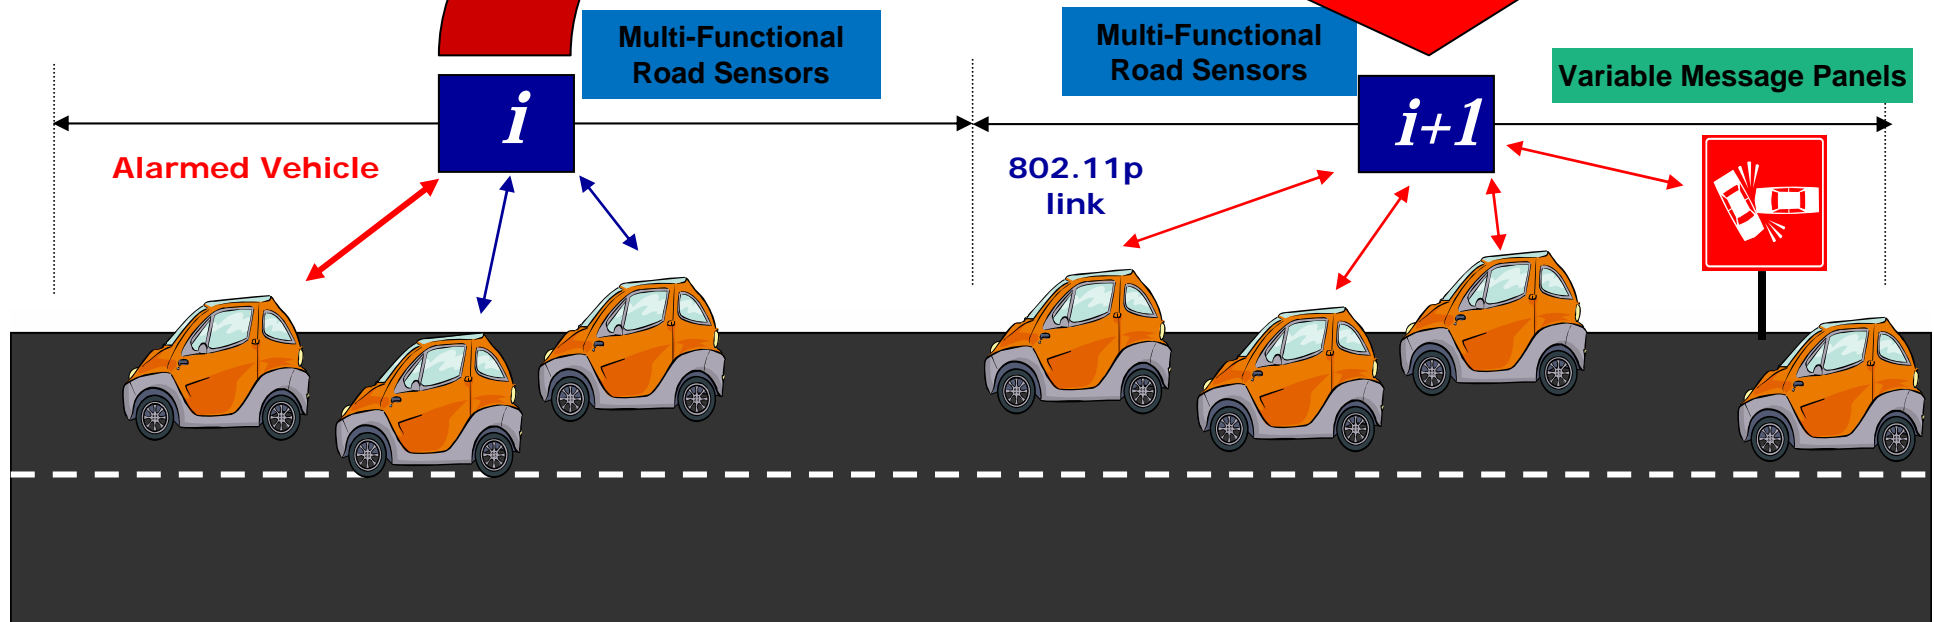 Multi-Functional
Road Sensors
Multi-Functional
Road Sensors
Variable Message Panels
i
i+1
Alarmed Vehicle
802.11p
link